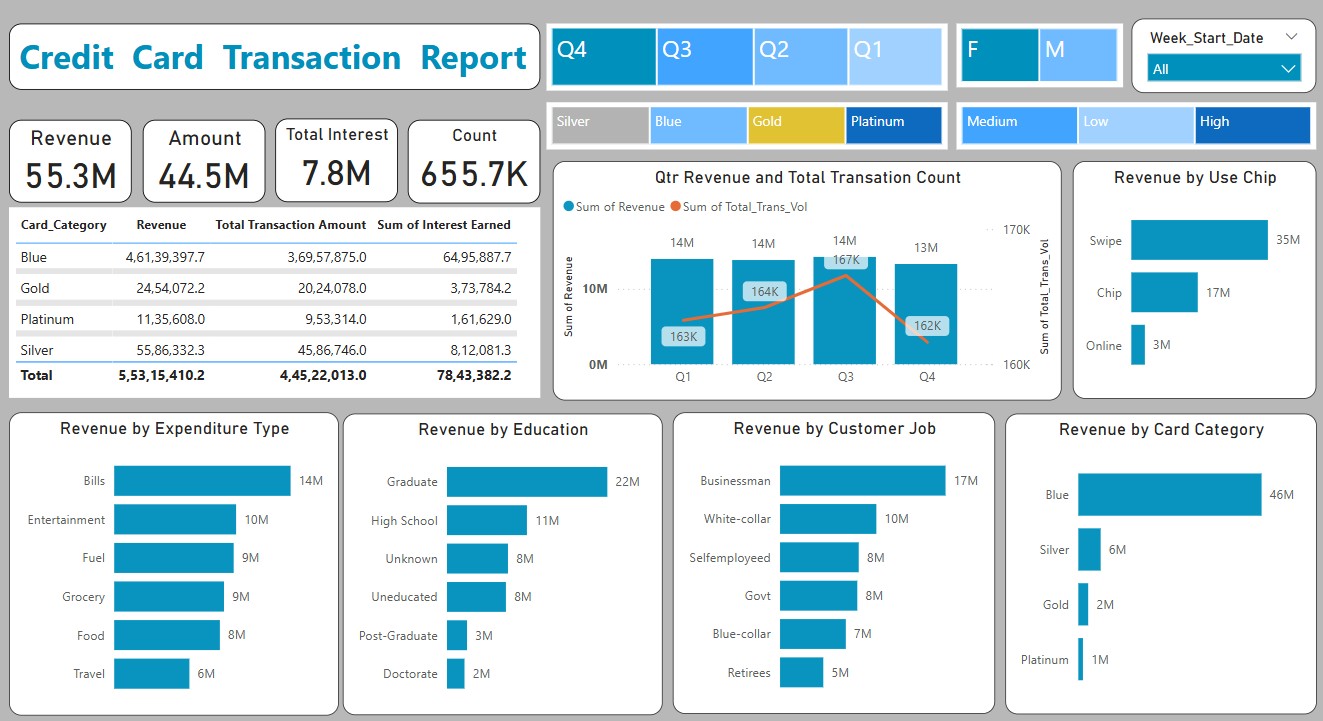 Credit Card Transaction Report
Q4 Q3 Q2 Q1
F M
Week_Start_Date
All
Silver Blue Gold Platinum
Medium Low High
Revenue
55.3M
Amount
44.5M
Total Interest
7.8M
Count
655.7K
Card_Category Revenue Total Transaction Amount Sum of Interest Earned
Blue 4,61,39,397.7 3,69,57,875.0 64,95,887.7
Gold 24,54,072.2 20,24,078.0 3,73,784.2
Platinum 11,35,608.0 9,53,314.0 1,61,629.0
Silver 55,86,332.3 45,86,746.0 8,12,081.3
Total 5,53,15,410.2 4,45,22,013.0 78,43,382.2
Qtr Revenue and Total Transation Count
Sum of Revenue Sum of Total_Trans_Vol
Sum of Revenue
10M
0M
14M 14M 14M 13M
163K 164K 167K 162K
Q1 Q2 Q3 Q4
170K
160K
Sum of Total_Trans_Vol
Revenue by Use Chip
Swipe 35M
Chip 17M
Online 3M
Revenue by Expenditure Type
Bills 14M
Entertainment 10M
Fuel 9M
Grocery 9M
Food 8M
Travel 6M
Revenue by Education
Graduate 22M
High School 11M
Unknown 8M
Uneducated 8M
Post-Graduate 3M
Doctorate 2M
Revenue by Customer Job
Businessman 17M
White-collar 10M
Selfemployeed 8M
Govt 8M
Blue-collar 7M
Retirees 5M
Revenue by Card Category
Blue 46M
Silver 6M
Gold 2M
Platinum 1M